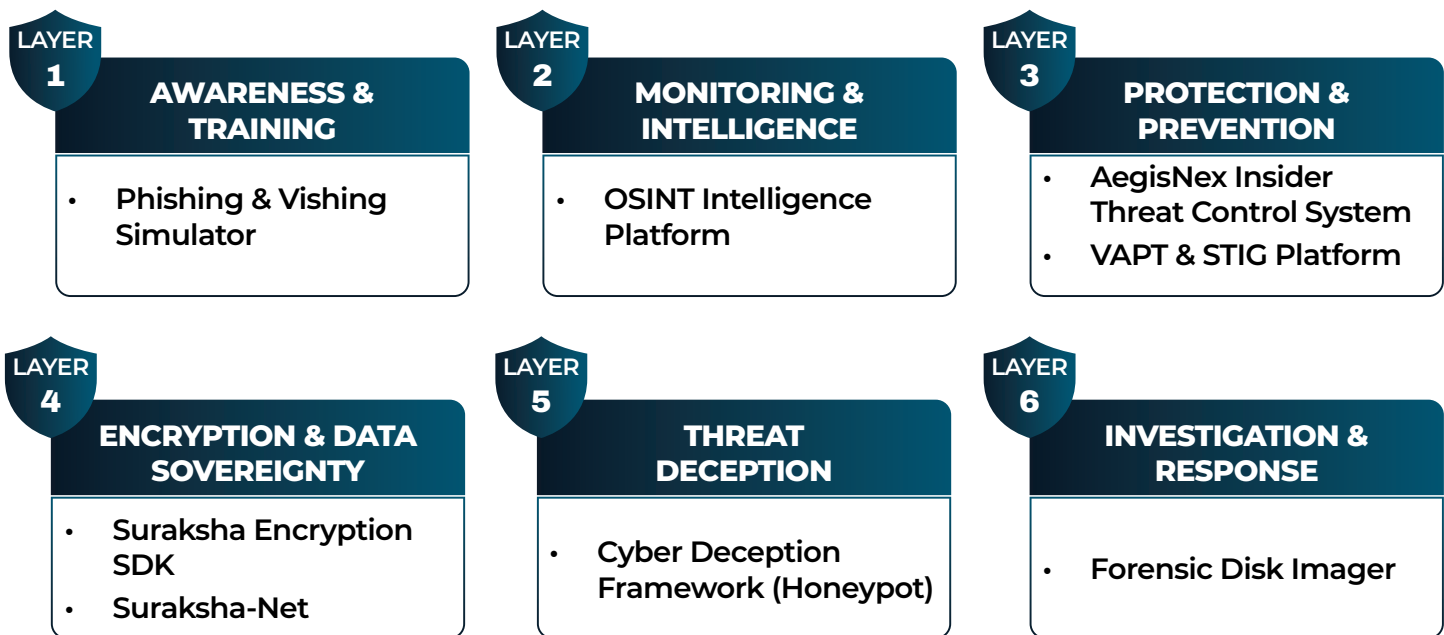 LAYER
1
AWARENESS &
TRAINING
• Phishing & Vishing
Simulator
LAYER
2
MONITORING &
INTELLIGENCE
• OSINT Intelligence
Platform
LAYER
3
PROTECTION &
PREVENTION
• AegisNex Insider
Threat Control System
• VAPT & STIG Platform
LAYER
4
ENCRYPTION & DATA
SOVEREIGNTY
• Suraksha Encryption
SDK
• Suraksha-Net
LAYER
5
THREAT
DECEPTION
• Cyber Deception
Framework (Honeypot)
LAYER
6
INVESTIGATION &
RESPONSE
• Forensic Disk Imager